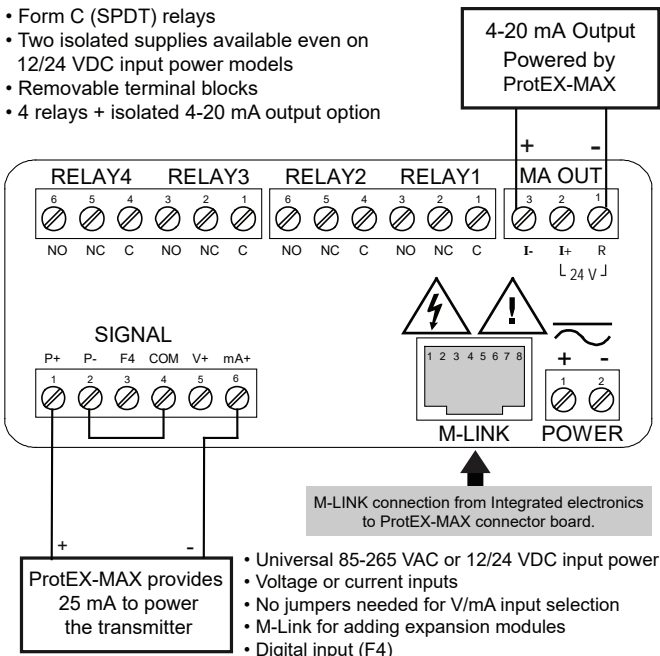 • Form C (SPDT) relays
• Two isolated supplies available even on
12/24 VDC input power models
• Removable terminal blocks
• 4 relays + isolated 4-20 mA output option
4-20 mA Output
Powered by
ProtEX-MAX
+ -
RELAY4 RELAY3 RELAY2 RELAY1 MA OUT
6 5 4 3 2 1 6 5 4 3 2 1 3 2 1
NO NC C NO NC C NO NC C NO NC C I- I+ R
24 V
SIGNAL
P+ P- F4 COM V+ mA+
1 2 3 4 5 6
!
1 2 3 4 5 6 7 8
+ -
1 2
M-LINK POWER
M-LINK connection from Integrated electronics
to ProtEX-MAX connector board.
+ -
ProtEX-MAX provides
25 mA to power
the transmitter
• Universal 85-265 VAC or 12/24 VDC input power
• Voltage or current inputs
• No jumpers needed for V/mA input selection
• M-Link for adding expansion modules
• Digital input (F4)